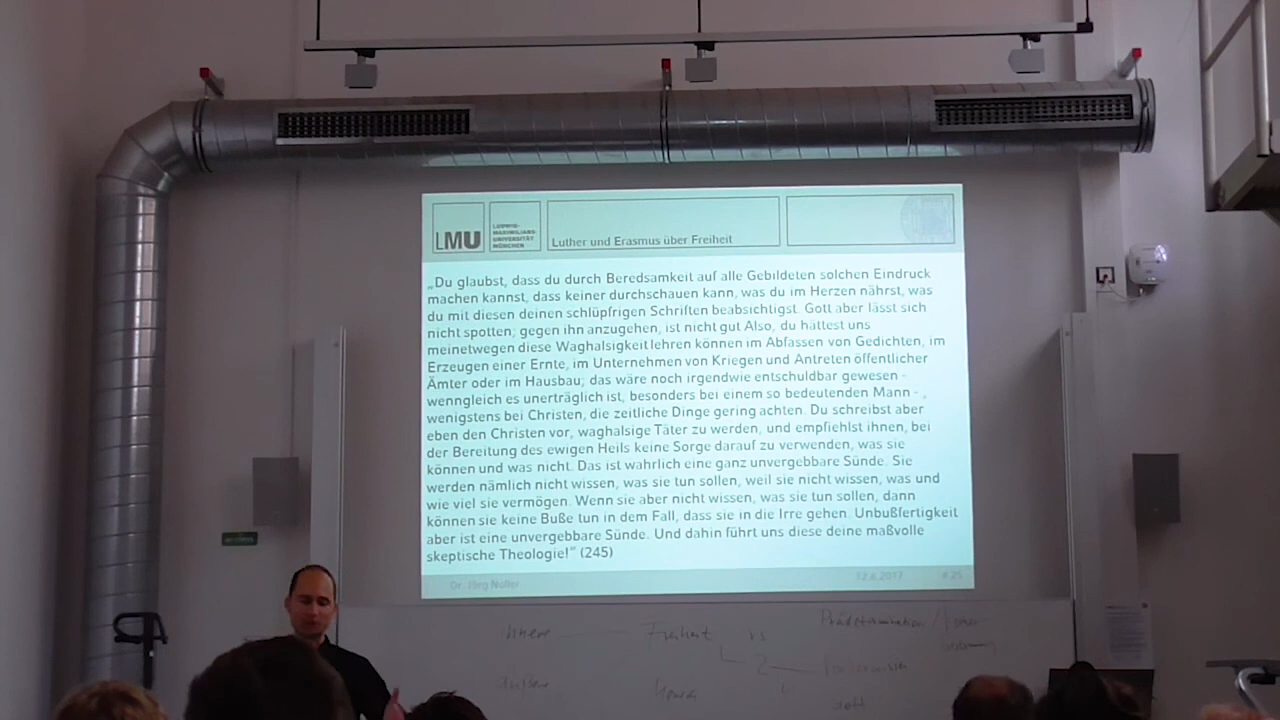 LMU
LUDWIG-
MAXIMILIANS-
UNIVERSITÄT
MÜNCHEN
Luther und Erasmus über Freiheit
„Du glaubst, dass du durch Beredsamkeit auf alle Gebildeten solchen Eindruck
machen kannst, dass keiner durchschauen kann, was du im Herzen nährst, was
du mit diesen deinen schlüpfrigen Schriften beabsichtigst. Gott aber lässt sich
nicht spotten; gegen ihn anzugehen, ist nicht gut Also, du hättest uns
meinetwegen diese Waghalsigkeit lehren können im Abfassen von Gedichten, im
Erzeugen einer Ernte, im Unternehmen von Kriegen und Antreten öffentlicher
Ämter oder im Hausbau; das wäre noch irgendwie entschuldbar gewesen -
wenngleich es unerträglich ist, besonders bei einem so bedeutenden Mann - ,
wenigstens bei Christen, die zeitliche Dinge gering achten. Du schreibst aber
eben den Christen vor, waghalsige Täter zu werden, und empfiehlst ihnen, bei
der Bereitung des ewigen Heils keine Sorge darauf zu verwenden, was sie
können und was nicht. Das ist wahrlich eine ganz unvergebbare Sünde. Sie
werden nämlich nicht wissen, was sie tun sollen, weil sie nicht wissen, was und
wie viel sie vermögen. Wenn sie aber nicht wissen, was sie tun sollen, dann
können sie keine Buße tun in dem Fall, dass sie in die Irre gehen. Unbußfertigkeit
aber ist eine unvergebbare Sünde. Und dahin führt uns diese deine maßvolle
skeptische Theologie!" (245)
Dr. Jörg Noller 12.6.2017 # 25
Innere Freiheit Prädetermination